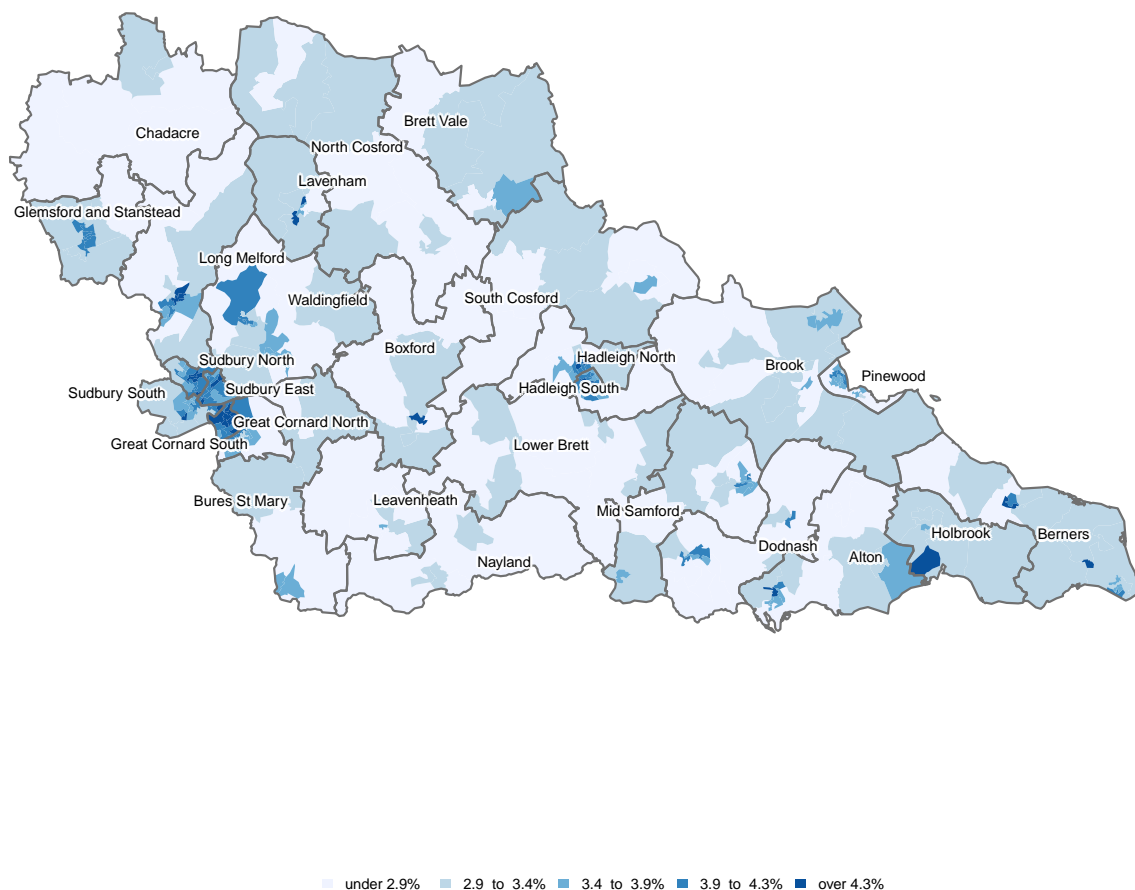 Brett Vale
Chadacre
North Cosford
Lavenham
Glemsford and Stanstead
Long Melford
Waldingfield
South Cosford
Boxford
Hadleigh North
Sudbury North
Brook
Pinewood
Sudbury South
Sudbury East
Hadleigh South
Great Cornard North
Great Cornard South
Lower Brett
Bures St Mary
Leavenheath
Mid Samford
Holbrook
Berners
Dodnash
Alton
Nayland
under 2.9% 2.9 to 3.4% 3.4 to 3.9% 3.9 to 4.3% over 4.3%